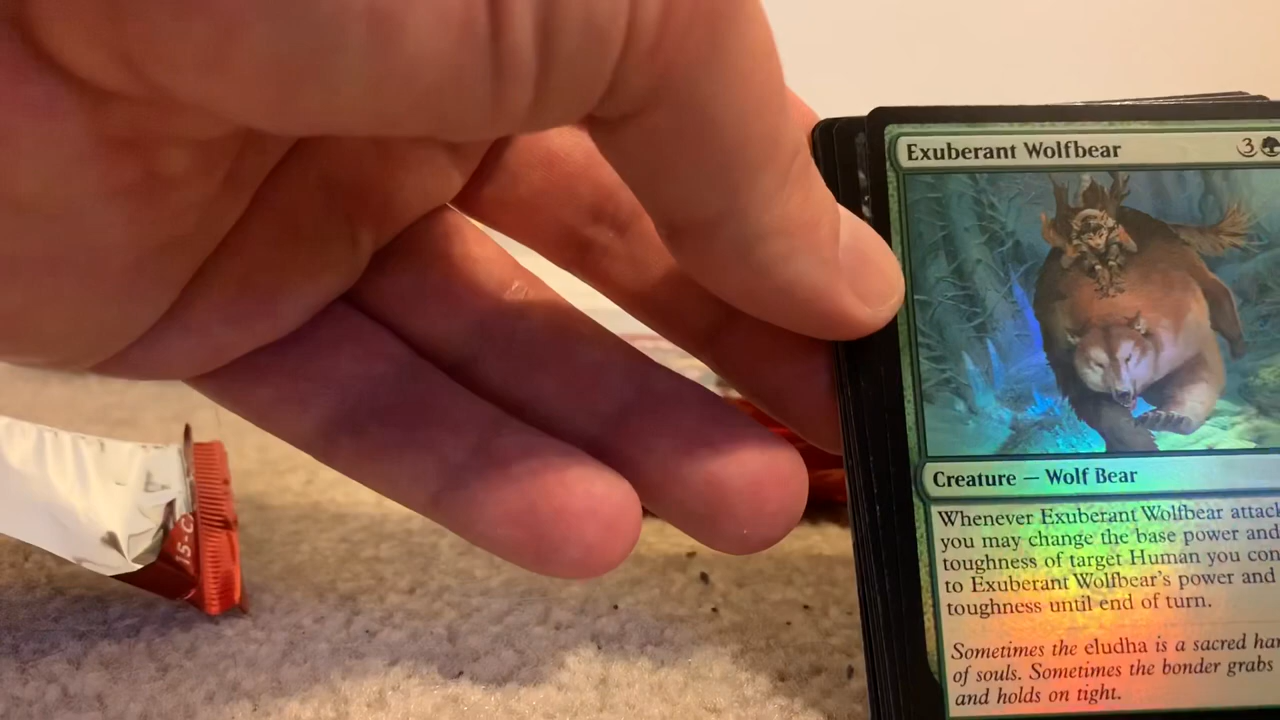 Exuberant Wolfbear 3
Creature — Wolf Bear
Whenever Exuberant Wolfbear attack
you may change the base power and
toughness of target Human you con
to Exuberant Wolfbear's power and
toughness until end of turn.
Sometimes the eludha is a sacred har
of souls. Sometimes the bonder grabs
and holds on tight.
15-C